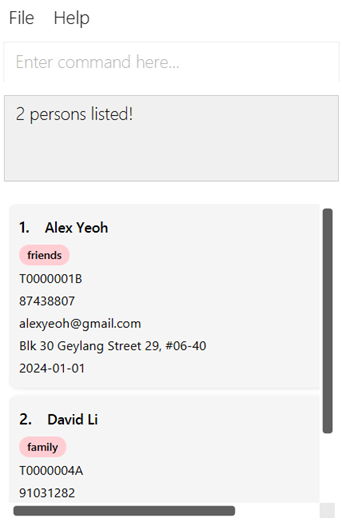 File Help
Enter command here...
2 persons listed!
1. Alex Yeoh
friends
T0000001B
87438807
alexyeoh@gmail.com
Blk 30 Geylang Street 29, #06-40
2024-01-01
2. David Li
family
T0000004A
91031282